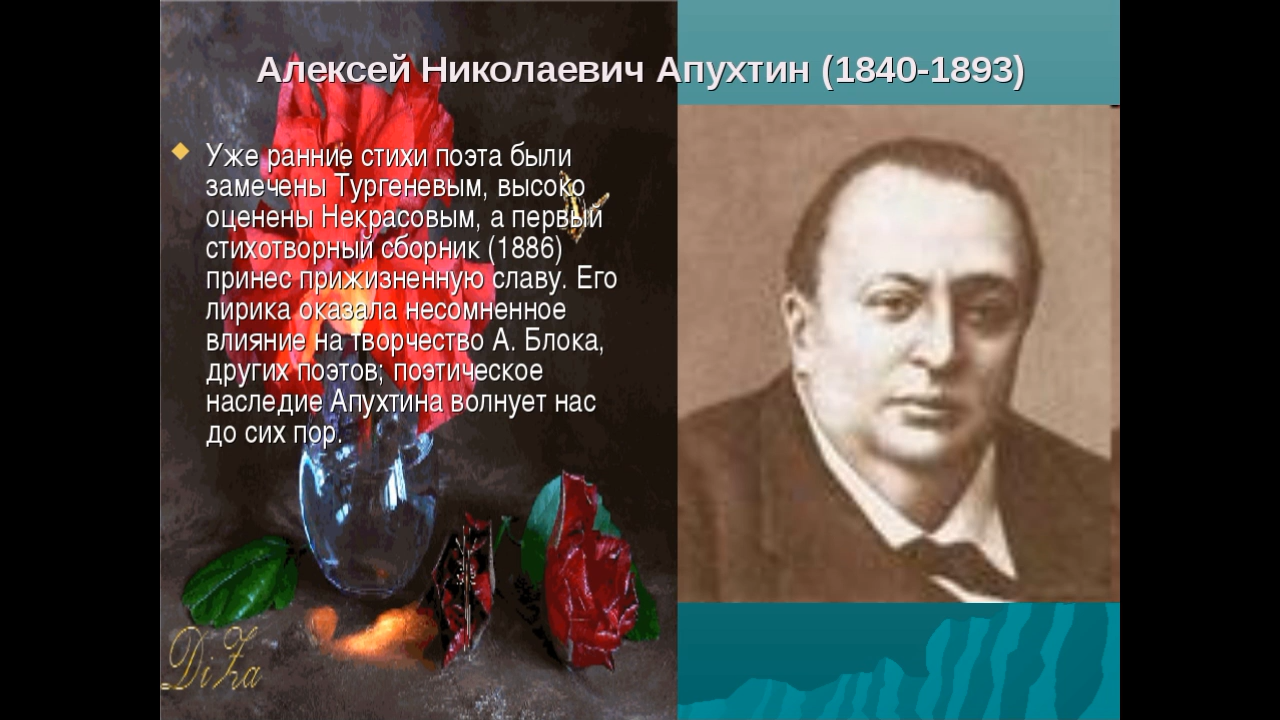 Алексей Николаевич Апухтин (1840-1893)
Уже ранние стихи поэта были
замечены Тургеневым, высоко
оценены Некрасовым, а первый
стихотворный сборник (1886)
принес прижизненную славу. Его
лирика оказала несомненное
влияние на творчество А. Блока,
других поэтов; поэтическое
наследие Апухтина волнует нас
до сих пор.
DiZa